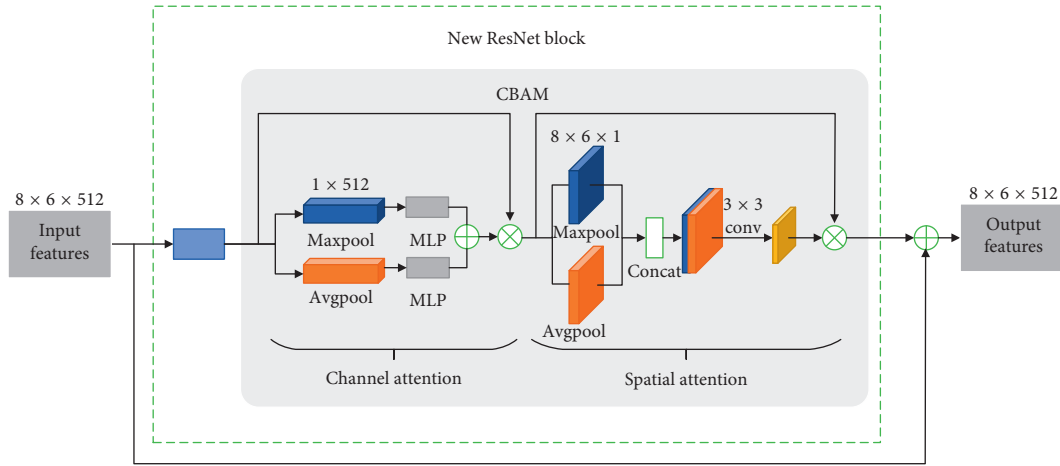 New ResNet block
CBAM
8 × 6 × 512
Input
features
1 × 512
Maxpool
MLP
Avgpool
MLP
Channel attention
8 × 6 × 1
Maxpool
Avgpool
Concat
3 × 3
conv
Spatial attention
8 × 6 × 512
Output
features